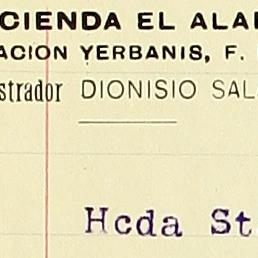 CIENDA EL ALA
ACION YERBANIS, F.
strador DIONISIO SAL
Hcda St